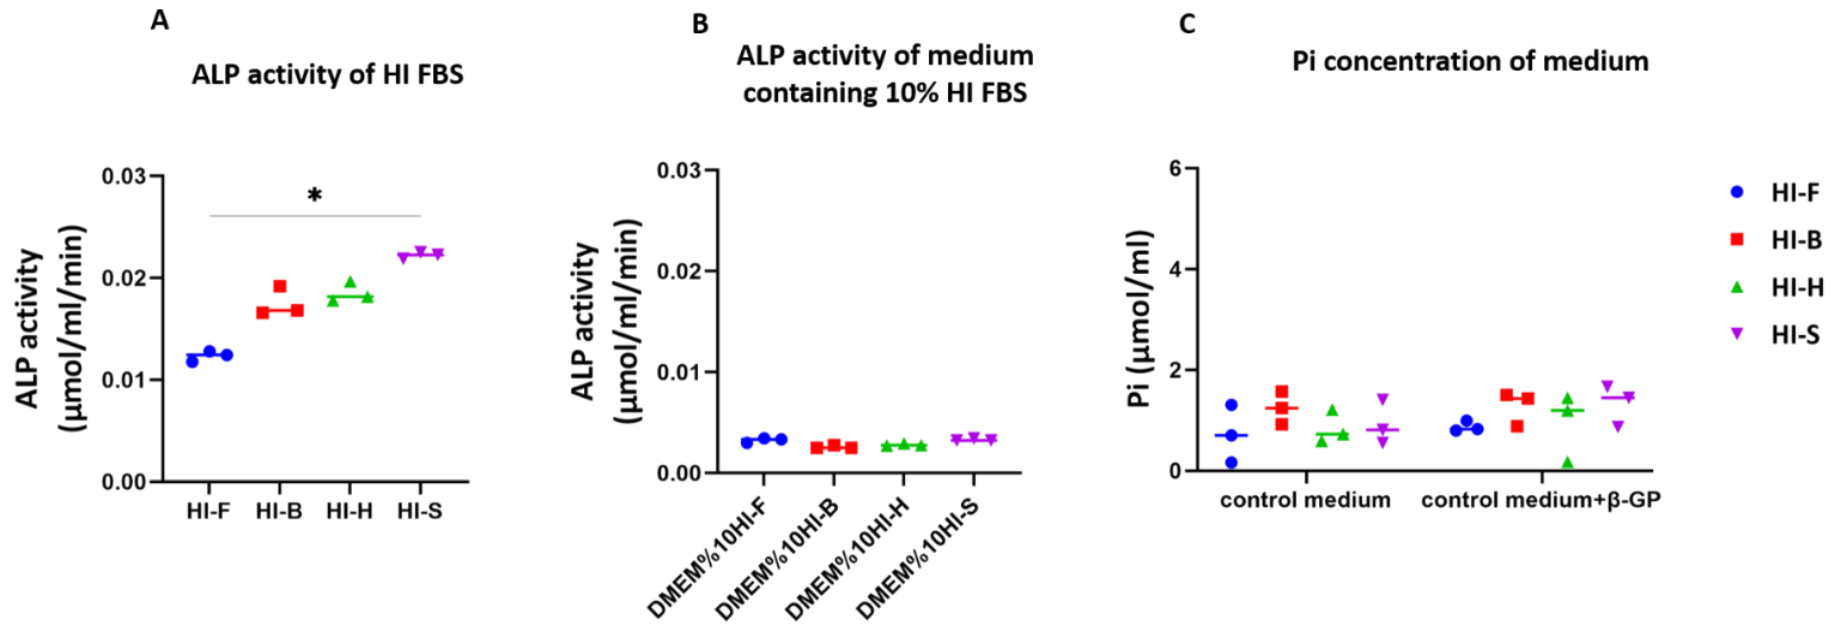 A
ALP activity of HI FBS
ALP activity
(μmol/ml/min)
0.03
0.02
0.01
0.00
*
HI-F
HI-B
HI-H
HI-S
B
ALP activity of medium
containing 10% HI FBS
ALP activity
(μmol/ml/min)
0.03
0.02
0.01
0.00
DMEM%10HI-F
DMEM%10HI-B
DMEM%10HI-H
DMEM%10HI-S
C
Pi concentration of medium
Pi (μmol/ml)
6
4
2
0
control medium
control medium+β-GP
HI-F
HI-B
HI-H
HI-S